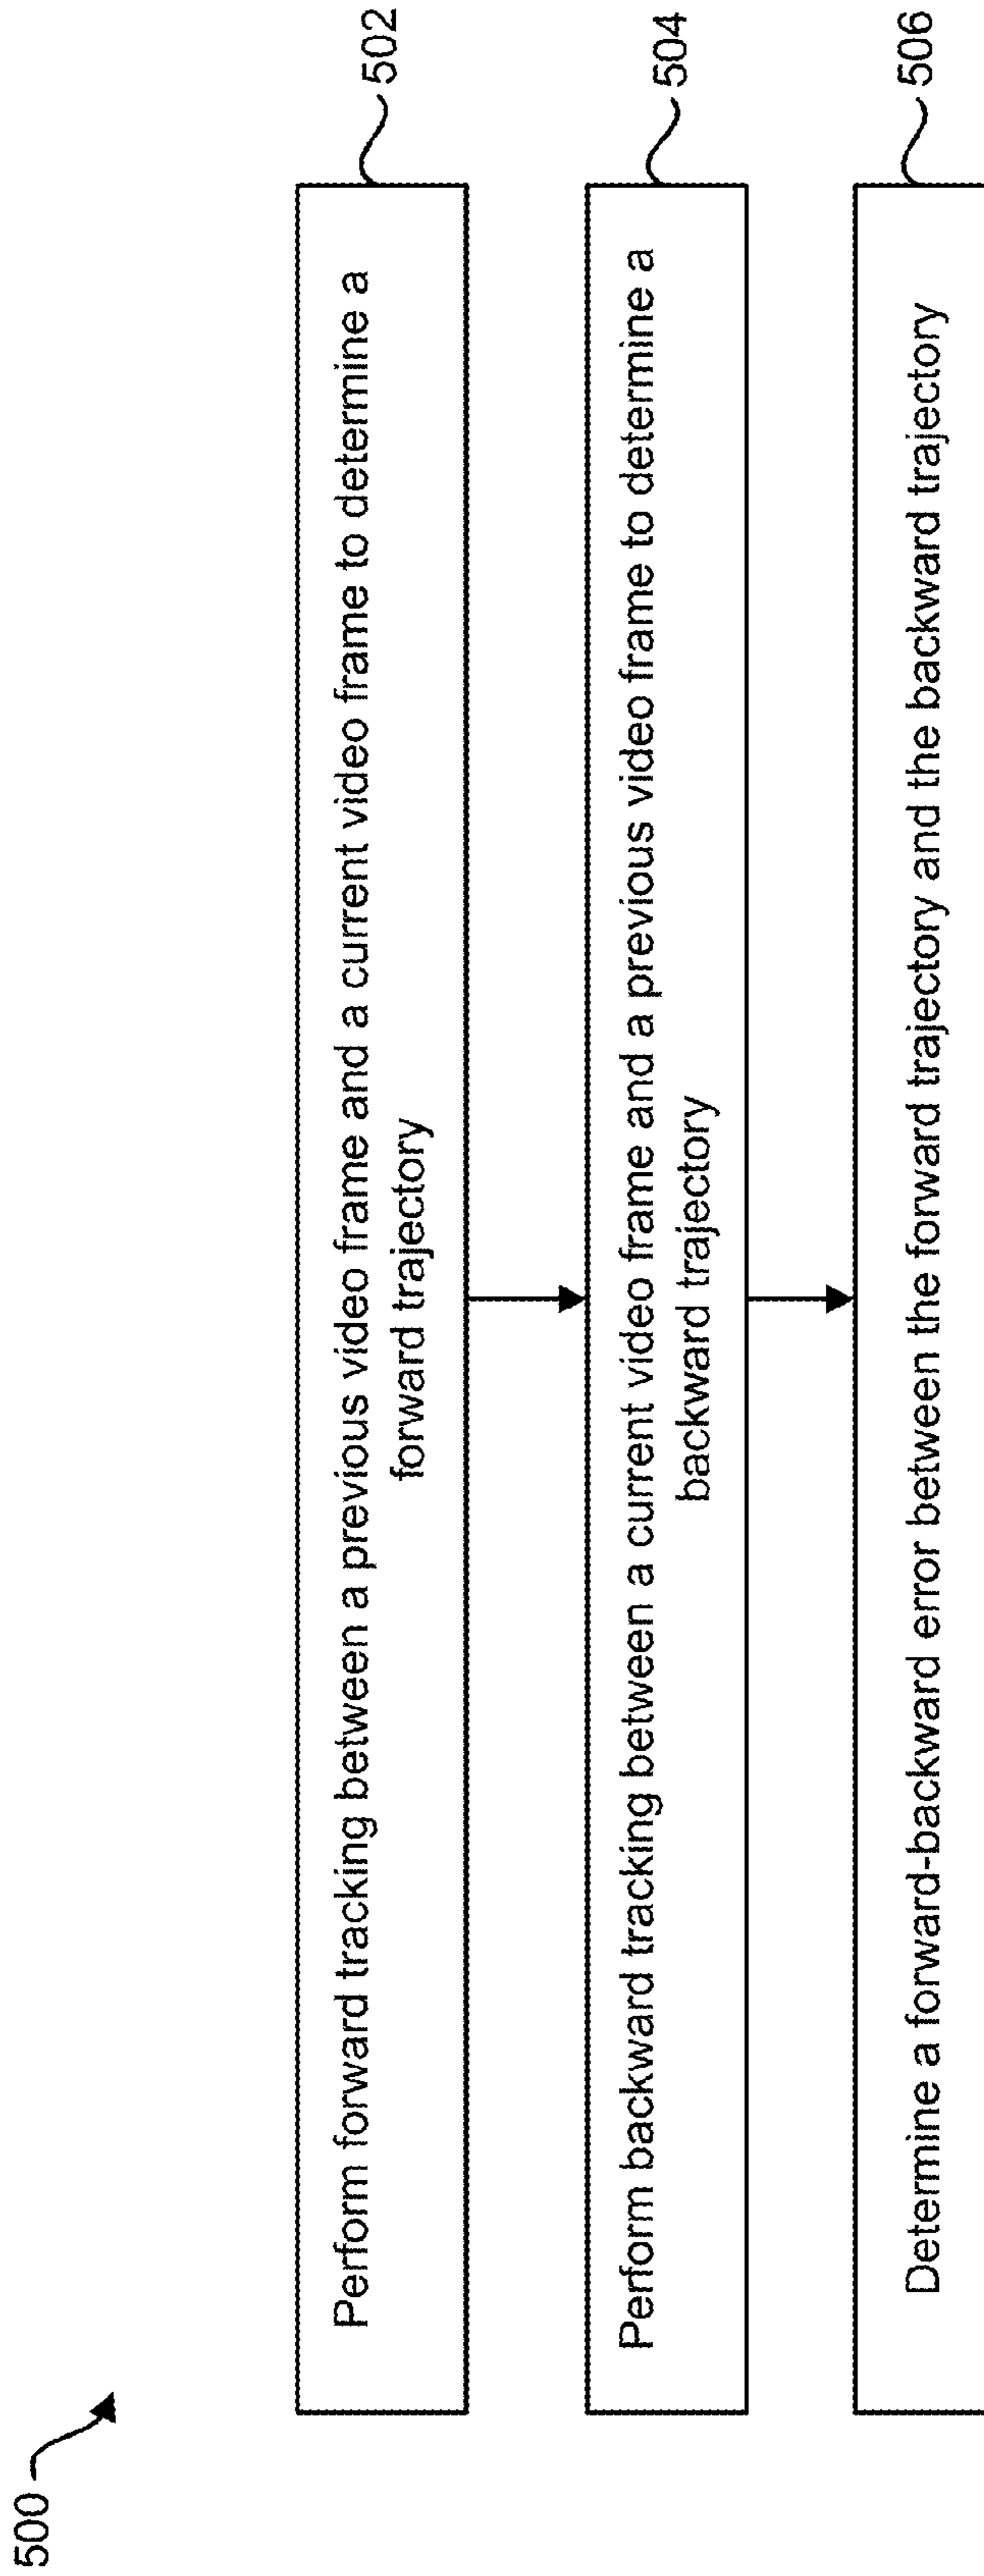 500
Perform forward tracking between a previous video frame and a current video frame to determine a
forward trajectory
502
Perform backward tracking between a current video frame and a previous video frame to determine a
backward trajectory
504
Determine a forward-backward error between the forward trajectory and the backward trajectory
506